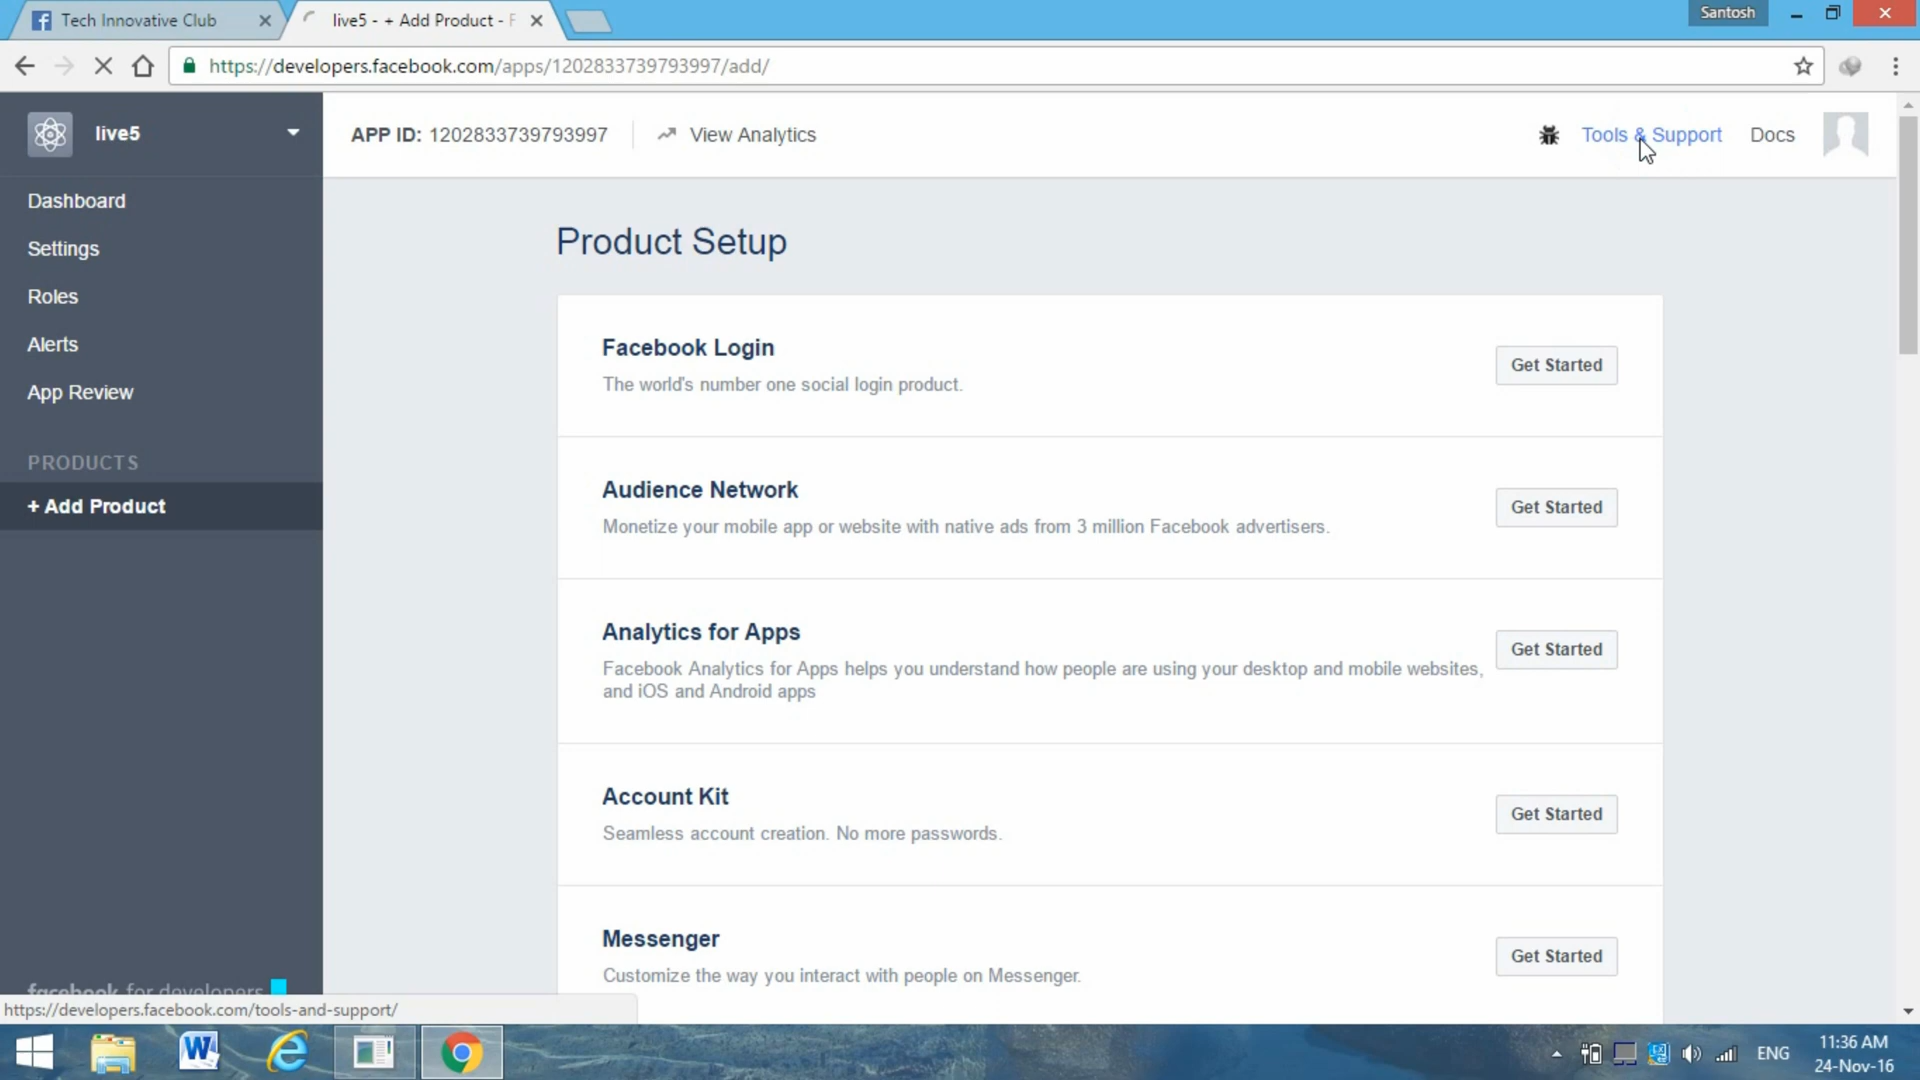 Tech Innovative Club
live5 - + Add Product - F
Santosh
https://developers.facebook.com/apps/1202833739793997/add/
live5
APP ID: 1202833739793997
View Analytics
Tools & Support
Docs
Dashboard
Settings
Roles
Alerts
App Review
PRODUCTS
+ Add Product
Product Setup
Facebook Login
The world's number one social login product.
Get Started
Audience Network
Monetize your mobile app or website with native ads from 3 million Facebook advertisers.
Get Started
Analytics for Apps
Facebook Analytics for Apps helps you understand how people are using your desktop and mobile websites,
and iOS and Android apps
Get Started
Account Kit
Seamless account creation. No more passwords.
Get Started
Messenger
Customize the way you interact with people on Messenger.
Get Started
facebook for developers
https://developers.facebook.com/tools-and-support/
ENG
11:36 AM
24-Nov-16